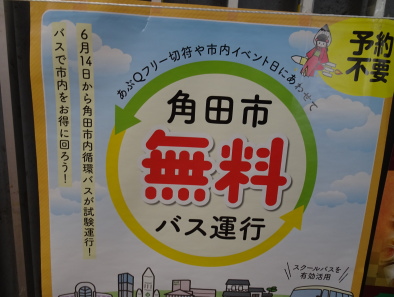 予約
不要
6月14日から角田市内循環バスが試験運行！
バスで市内をお得に回ろう！
あぶQフリー切符や市内イベント日にあわせて
角田市
無料
バス運行
スクールバスを
有効活用